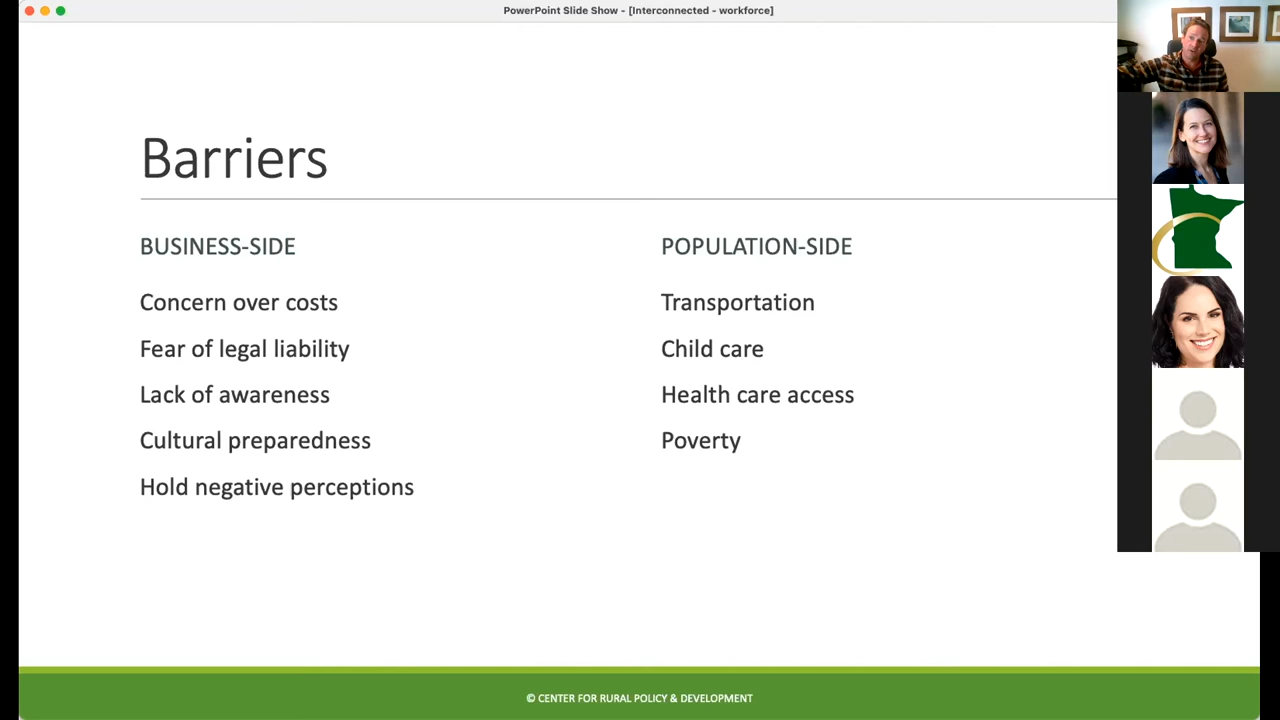 PowerPoint Slide Show - [Interconnected - workforce]
Barriers
BUSINESS-SIDE
Concern over costs
Fear of legal liability
Lack of awareness
Cultural preparedness
Hold negative perceptions
POPULATION-SIDE
Transportation
Child care
Health care access
Poverty
© CENTER FOR RURAL POLICY & DEVELOPMENT